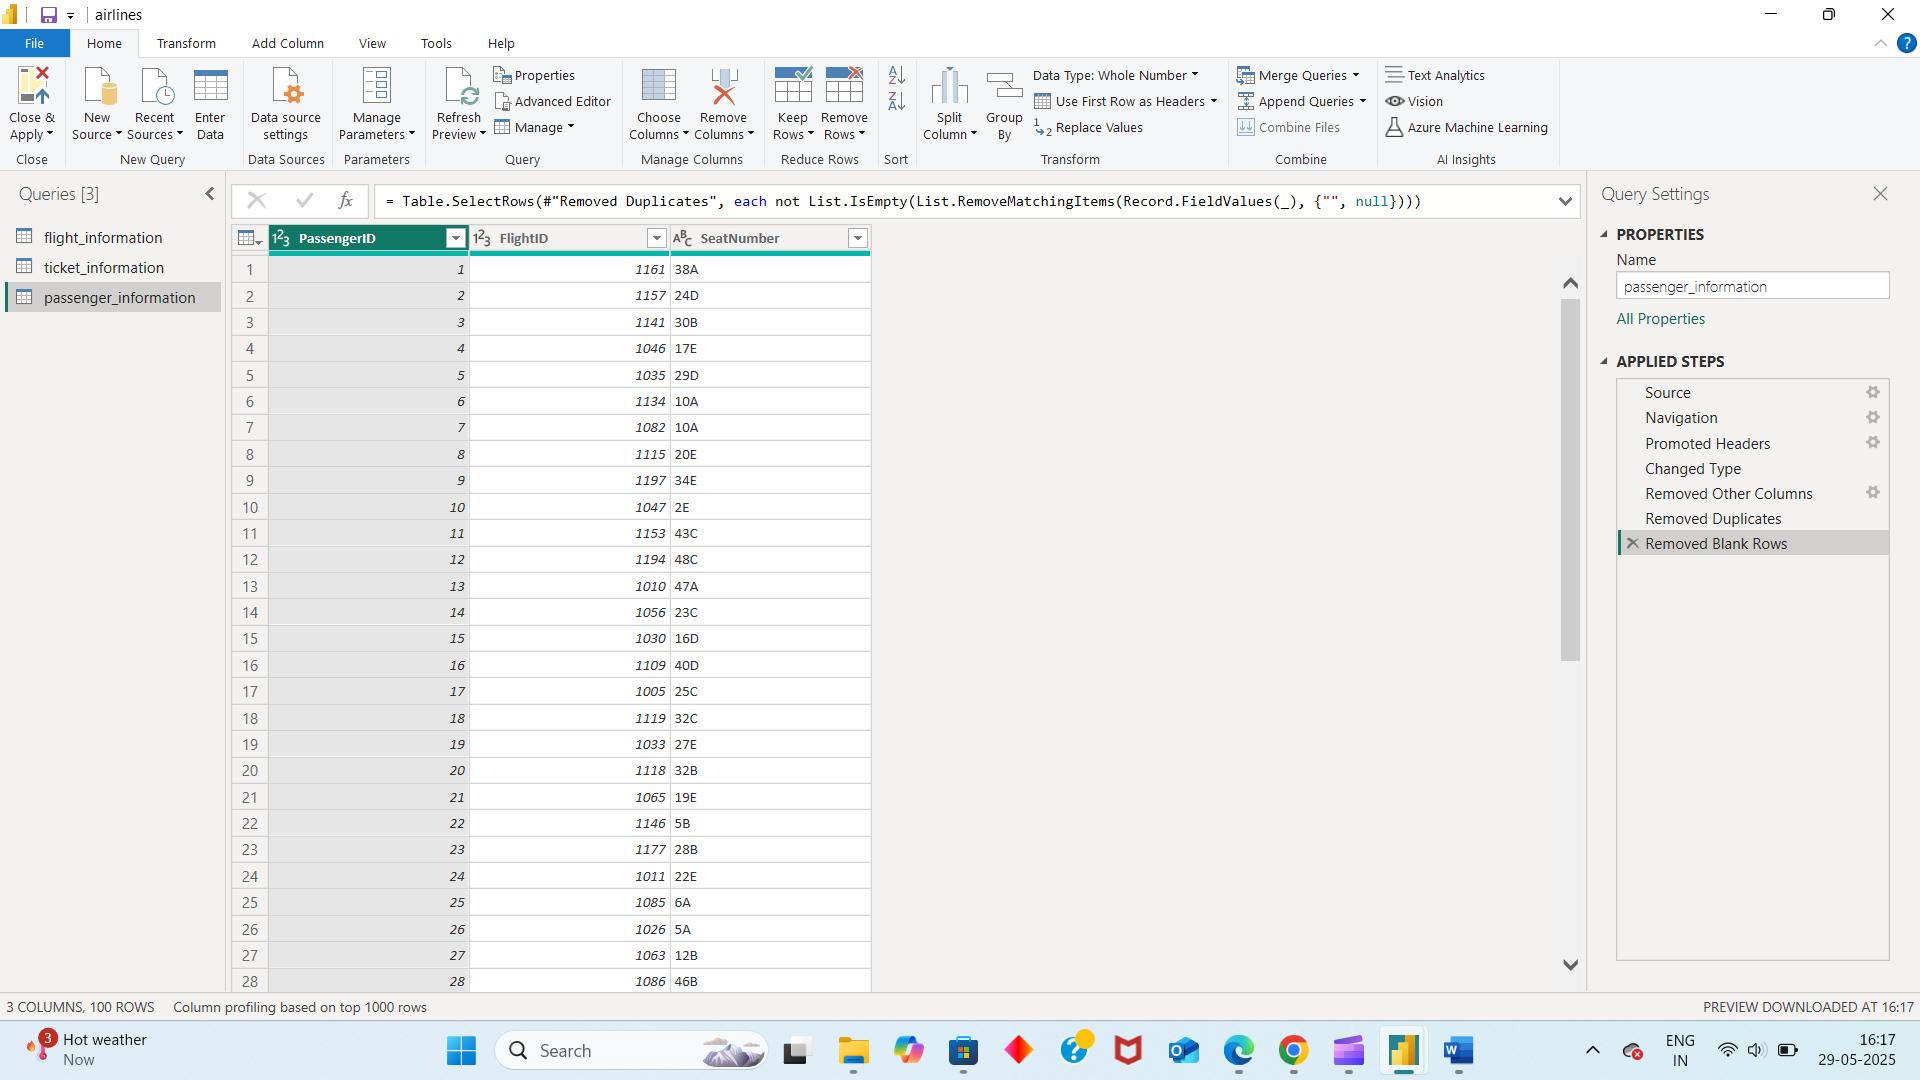 airlines
File Home Transform Add Column View Tools Help
Close & Apply
Close
New Source
Recent Sources
Enter Data
New Query
Data source settings
Data Sources
Manage Parameters
Parameters
Refresh Preview
Properties
Advanced Editor
Manage
Query
Choose Columns
Remove Columns
Manage Columns
Keep Rows
Remove Rows
Reduce Rows
A
Z
Z
A
Sort
Split Column
Group By
Data Type: Whole Number
Use First Row as Headers
1
2 Replace Values
Transform
Merge Queries
Append Queries
Combine Files
Combine
Text Analytics
Vision
Azure Machine Learning
AI Insights
?
Queries [3]
flight_information
ticket_information
passenger_information
fx
= Table.SelectRows(#"Removed Duplicates", each not List.IsEmpty(List.RemoveMatchingItems(Record.FieldValues(_), {"", null})))
123 PassengerID 123 FlightID ABC SeatNumber
1 1 1161 38A
2 2 1157 24D
3 3 1141 30B
4 4 1046 17E
5 5 1035 29D
6 6 1134 10A
7 7 1082 10A
8 8 1115 20E
9 9 1197 34E
10 10 1047 2E
11 11 1153 43C
12 12 1194 48C
13 13 1010 47A
14 14 1056 23C
15 15 1030 16D
16 16 1109 40D
17 17 1005 25C
18 18 1119 32C
19 19 1033 27E
20 20 1118 32B
21 21 1065 19E
22 22 1146 5B
23 23 1177 28B
24 24 1011 22E
25 25 1085 6A
26 26 1026 5A
27 27 1063 12B
28 28 1086 46B
Query Settings
PROPERTIES
Name
passenger_information
All Properties
APPLIED STEPS
Source
Navigation
Promoted Headers
Changed Type
Removed Other Columns
Removed Duplicates
Removed Blank Rows
3 COLUMNS, 100 ROWS Column profiling based on top 1000 rows
PREVIEW DOWNLOADED AT 16:17
3
Hot weather
Now
Search
ENG
IN
16:17
29-05-2025